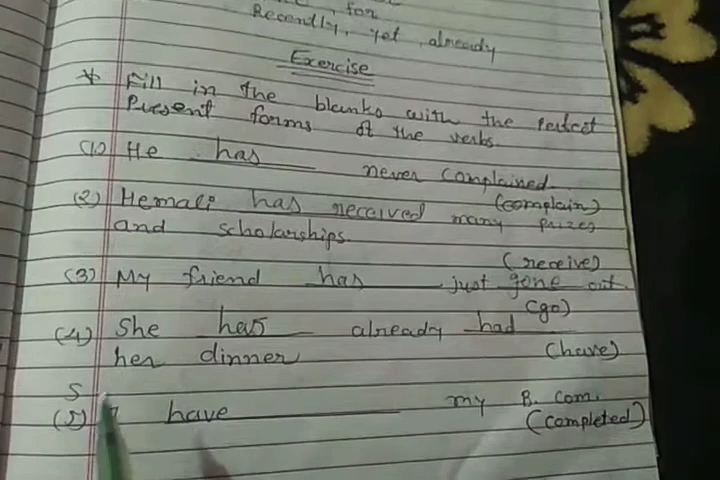 , for
Recently, yet, already
Exercise
* Fill in the blanks with the Perfect
Present forms of the verbs.
(1) He has never complained.
(complain)
(2) Hemali has received many prizes
and scholarships.
(receive)
(3) My friend has just gone out.
(go)
(4) She has already had
her dinner (have)
S
(5) I have my B. Com.
(completed)